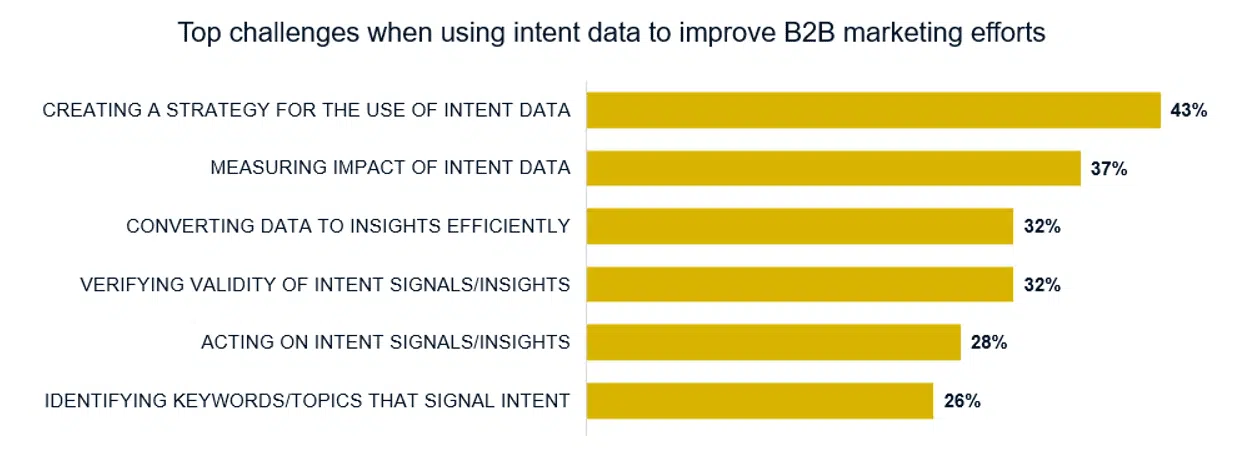 Top challenges when using intent data to improve B2B marketing efforts
CREATING A STRATEGY FOR THE USE OF INTENT DATA 43%
MEASURING IMPACT OF INTENT DATA 37%
CONVERTING DATA TO INSIGHTS EFFICIENTLY 32%
VERIFYING VALIDITY OF INTENT SIGNALS/INSIGHTS 32%
ACTING ON INTENT SIGNALS/INSIGHTS 28%
IDENTIFYING KEYWORDS/TOPICS THAT SIGNAL INTENT 26%